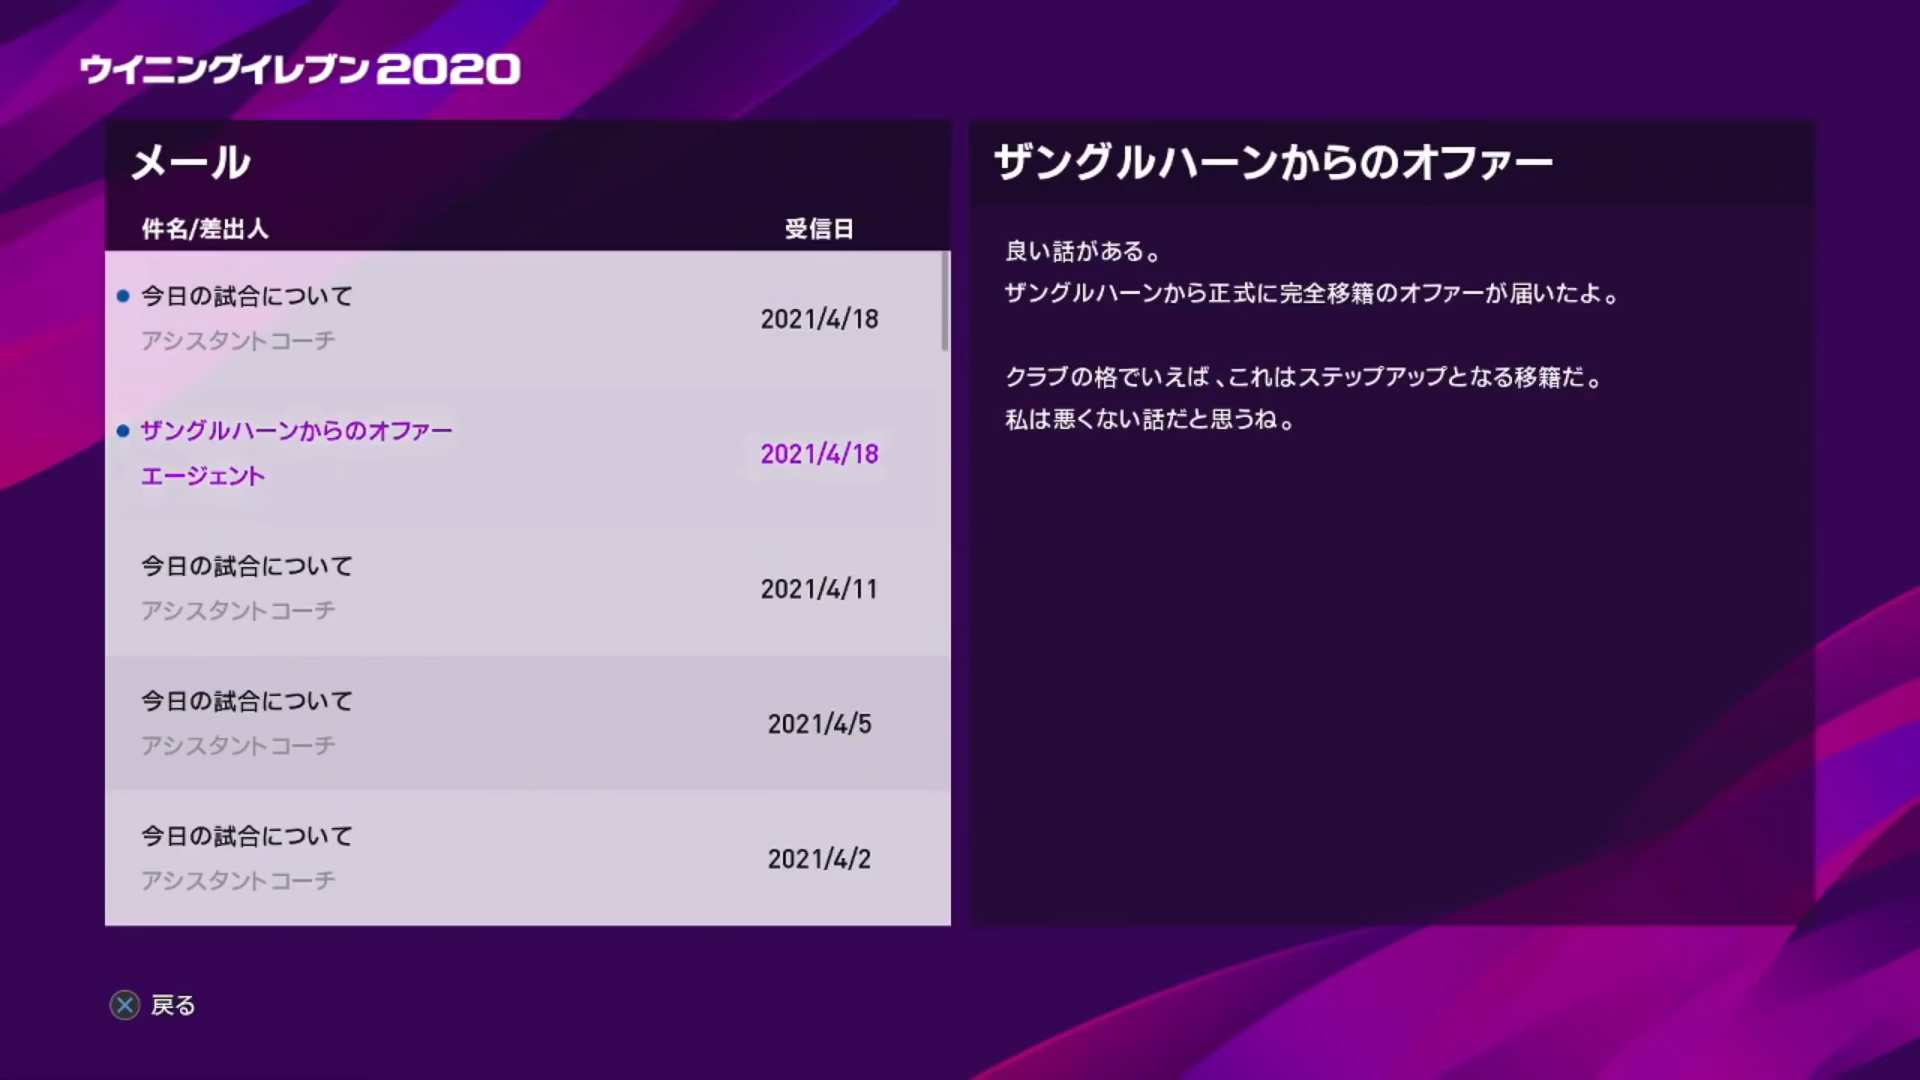 ウイニングイレブン2020
メール
件名/差出人 受信日
今日の試合について
アシスタントコーチ
2021/4/18
ザングルハーンからのオファー
エージェント
2021/4/18
今日の試合について
アシスタントコーチ
2021/4/11
今日の試合について
アシスタントコーチ
2021/4/5
今日の試合について
アシスタントコーチ
2021/4/2
ザングルハーンからのオファー
良い話がある。
ザングルハーンから正式に完全移籍のオファーが届いたよ。
クラブの格でいえば、これはステップアップとなる移籍だ。
私は悪くない話だと思うね。
戻る